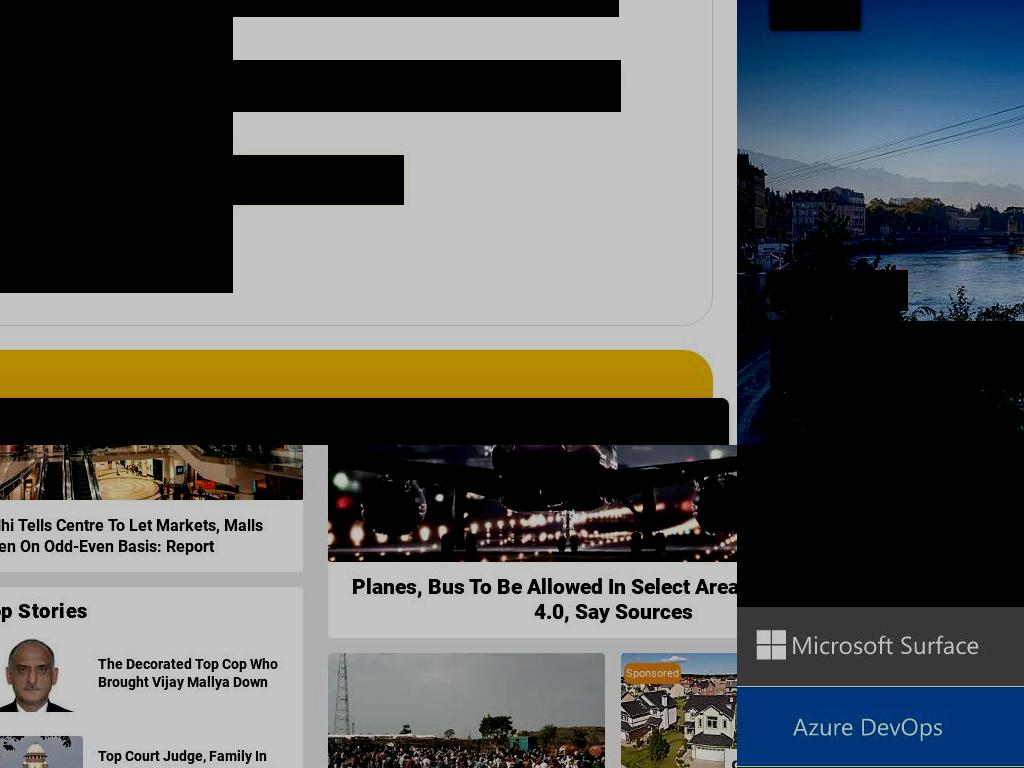 hi Tells Centre To Let Markets, Malls
en On Odd-Even Basis: Report
Planes, Bus To Be Allowed In Select Area
4.0, Say Sources
p Stories
The Decorated Top Cop Who
Brought Vijay Mallya Down
Top Court Judge, Family In
Sponsored
Microsoft Surface
Azure DevOps